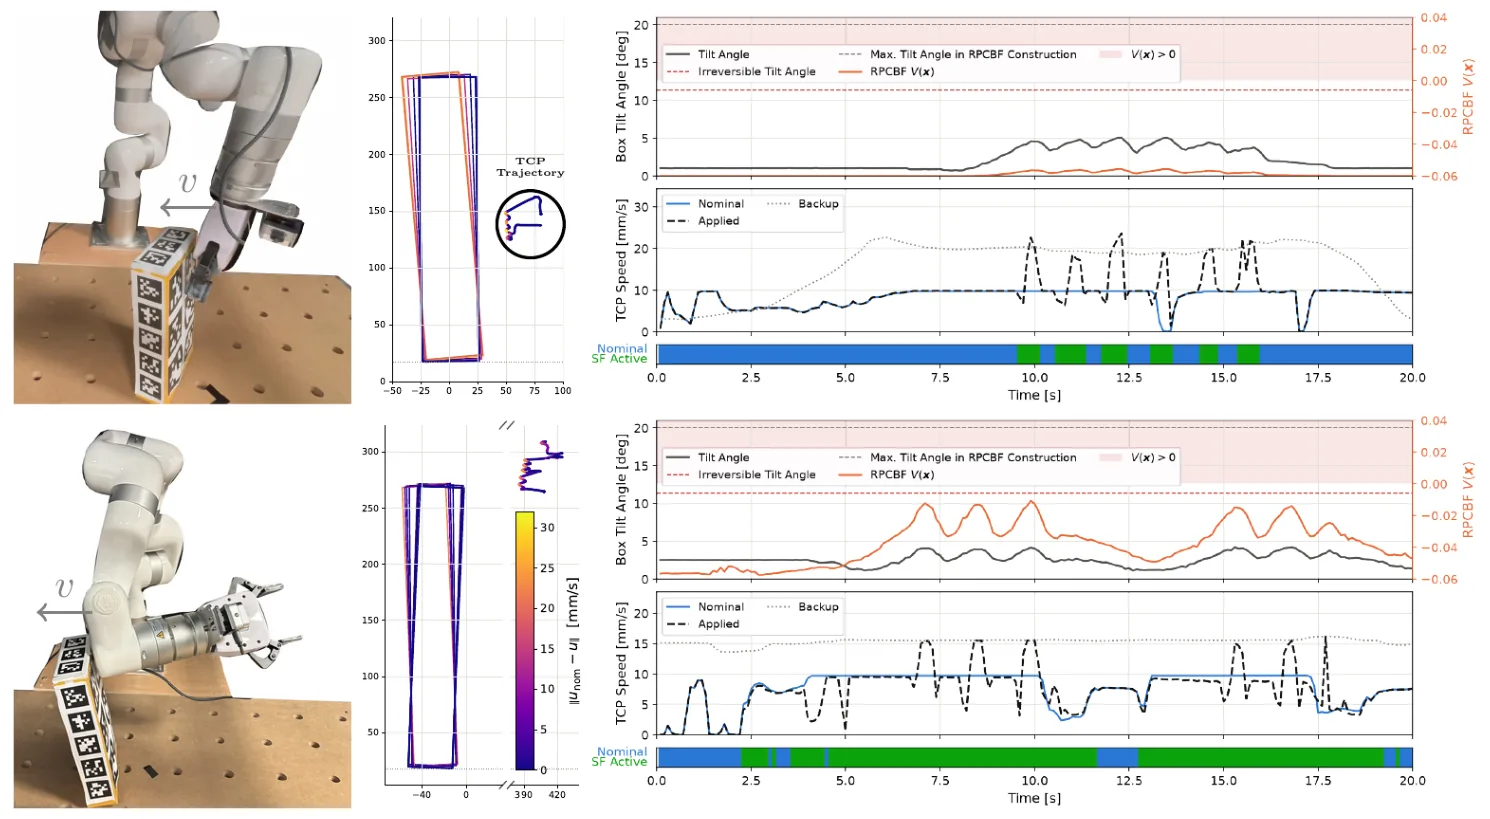 v
300
250
200
150
100
50
0
−50
−25
0
25
50
75
100
TCP
Trajectory
Box Tilt Angle [deg]
20
15
10
5
0
Tilt Angle
Irreversible Tilt Angle
Max. Tilt Angle in RPCBF Construction
RPCBF V(x)
V(x) > 0
0.04
0.02
0.00
−0.02
−0.04
−0.06
RPCBF V(x)
TCP Speed [mm/s]
30
20
10
0
Nominal
Applied
Backup
Nominal
SF Active
0.0
2.5
5.0
7.5
10.0
12.5
15.0
17.5
20.0
Time [s]
v
300
250
200
150
100
50
−40
0
390
420
30
25
20
15
10
5
0
‖u_nom − u‖ [mm/s]
Box Tilt Angle [deg]
20
15
10
5
0
Tilt Angle
Irreversible Tilt Angle
Max. Tilt Angle in RPCBF Construction
RPCBF V(x)
V(x) > 0
0.04
0.02
0.00
−0.02
−0.04
−0.06
RPCBF V(x)
TCP Speed [mm/s]
20
15
10
5
0
Nominal
Applied
Backup
Nominal
SF Active
0.0
2.5
5.0
7.5
10.0
12.5
15.0
17.5
20.0
Time [s]